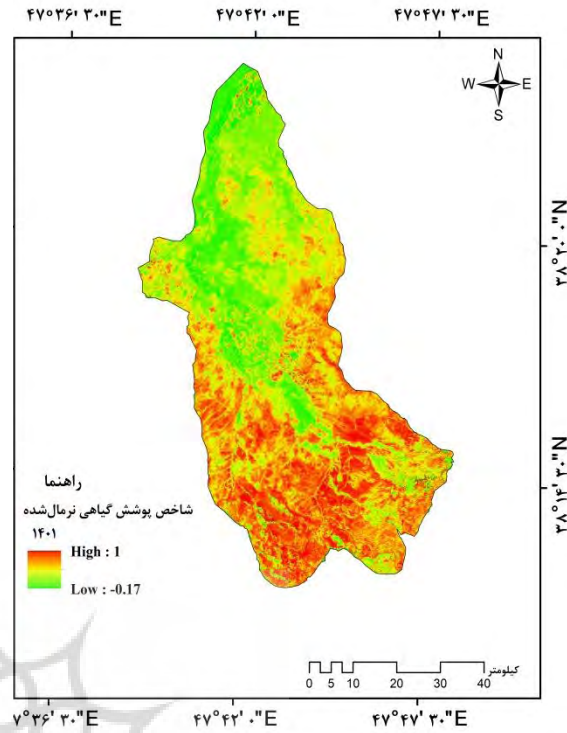 ۴۷°۳۶' ۳۰"E ۴۷°۴۲' ۰"E ۴۷°۴۷' ۳۰"E
N
W E
S
۳۸°۲۰' ۰"N
۳۸°۱۴' ۳۰"N
راهنما
شاخص پوشش گیاهی نرمال‌شده
۱۴۰۱
High : 1
Low : -0.17
کیلومتر
0 5 10 20 30 40
۷°۳۶' ۳۰"E ۴۷°۴۲' ۰"E ۴۷°۴۷' ۳۰"E